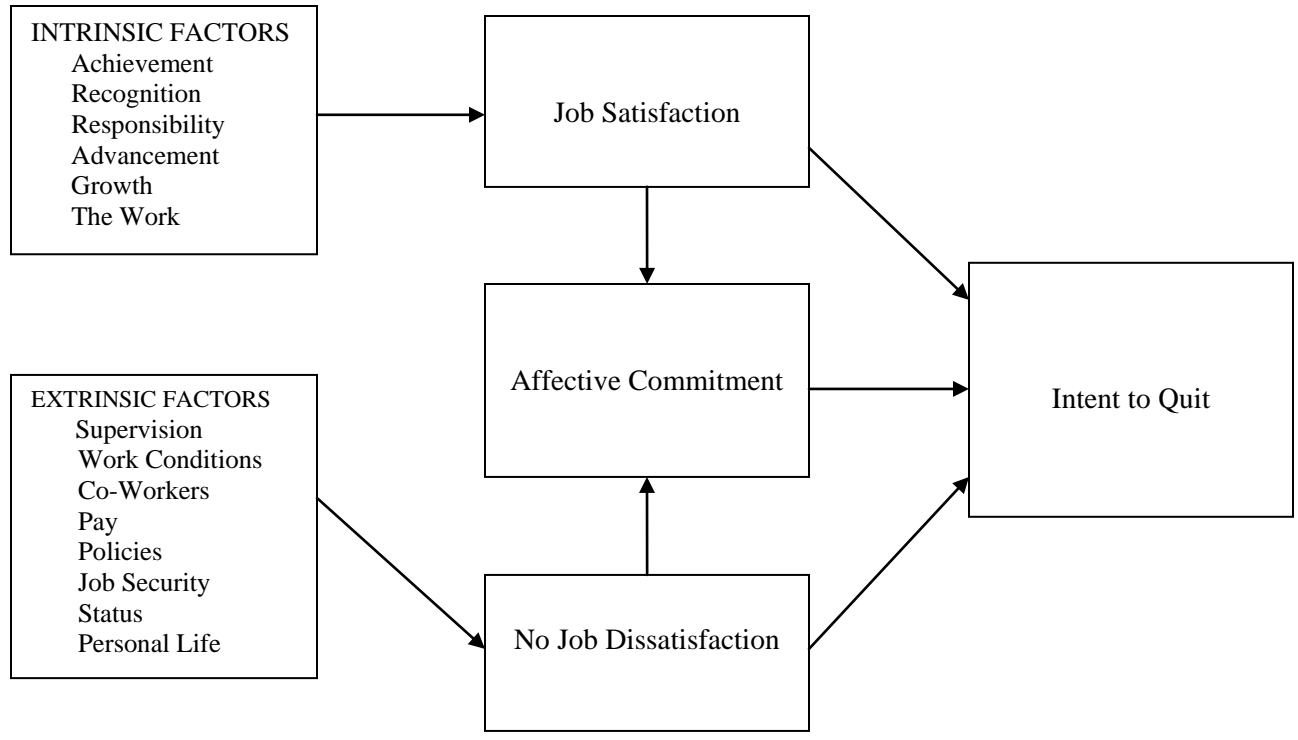 INTRINSIC FACTORS
Achievement
Recognition
Responsibility
Advancement
Growth
The Work
Job Satisfaction
Affective Commitment
Intent to Quit
EXTRINSIC FACTORS
Supervision
Work Conditions
Co-Workers
Pay
Policies
Job Security
Status
Personal Life
No Job Dissatisfaction